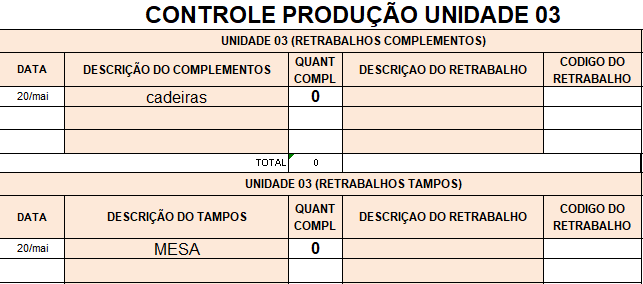 CONTROLE PRODUÇÃO UNIDADE 03
UNIDADE 03 (RETRABALHOS COMPLEMENTOS)
DATA DESCRIÇÃO DO COMPLEMENTOS QUANT COMPL DESCRIÇAO DO RETRABALHO CODIGO DO RETRABALHO
20/mai cadeiras 0
TOTAL 0
UNIDADE 03 (RETRABALHOS TAMPOS)
DATA DESCRIÇÃO DO TAMPOS QUANT COMPL DESCRIÇAO DO RETRABALHO CODIGO DO RETRABALHO
20/mai MESA 0